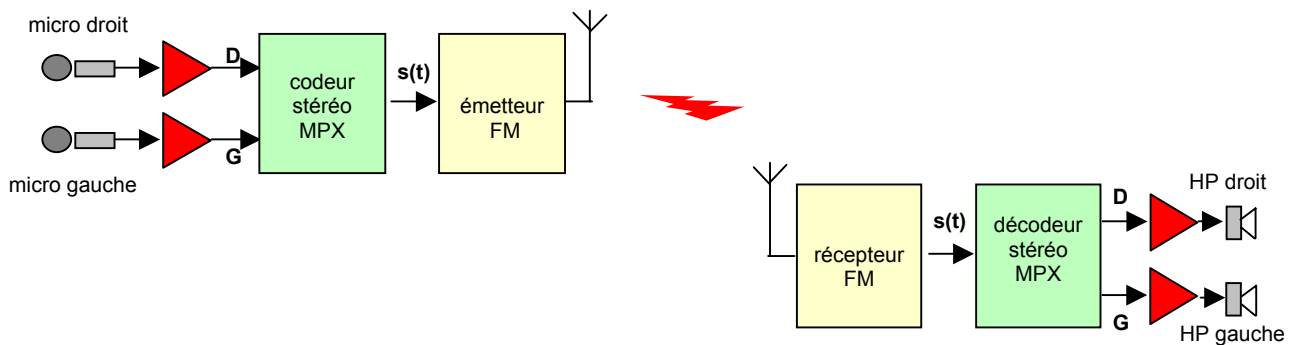 micro droit
D
codeur
stéréo
MPX
s(t)
émetteur
FM
G
micro gauche
récepteur
FM
s(t)
décodeur
stéréo
MPX
D
HP droit
G
HP gauche